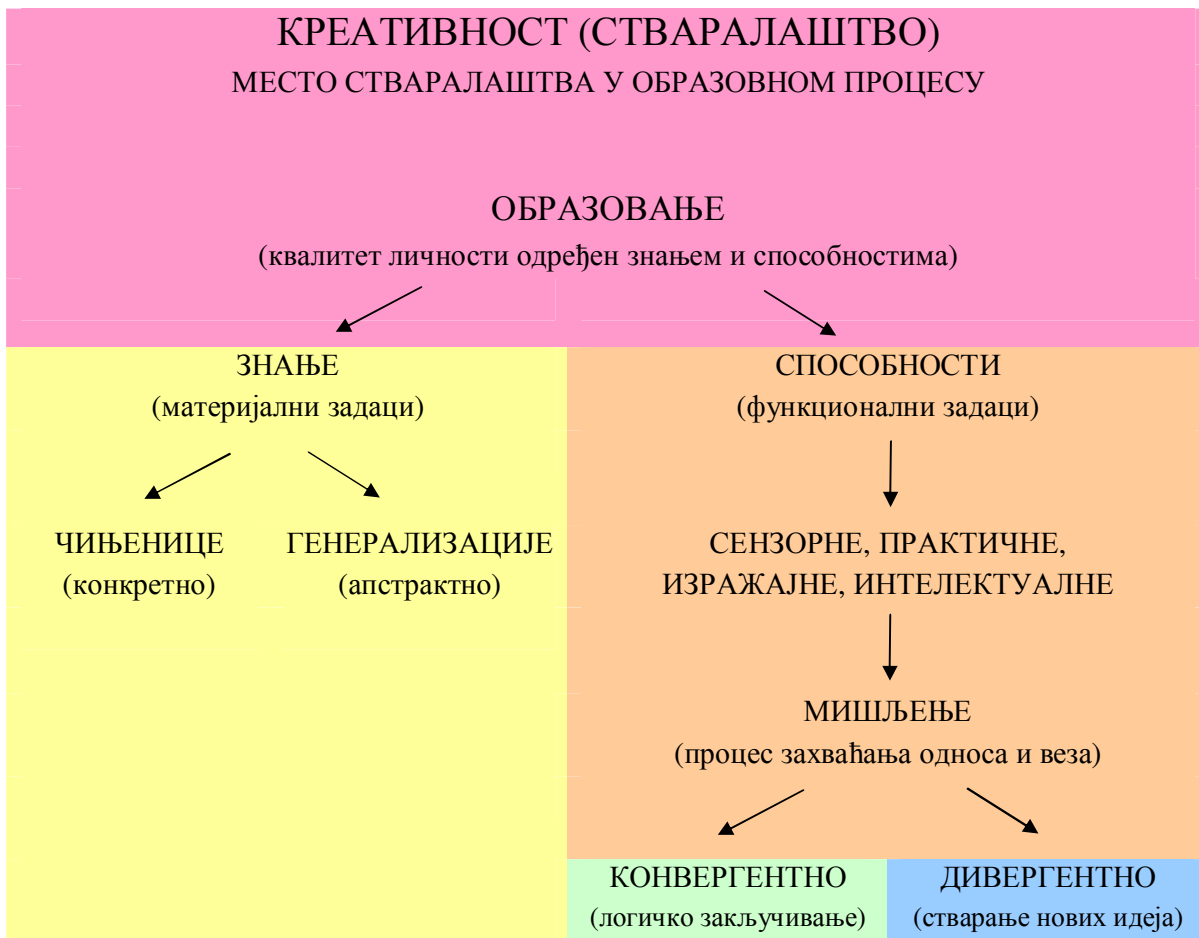 КРЕАТИВНОСТ (СТВАРАЛАШТВО)
МЕСТО СТВАРАЛАШТВА У ОБРАЗОВНОМ ПРОЦЕСУ
ОБРАЗОВАЊЕ
(квалитет личности одређен знањем и способностима)
ЗНАЊЕ
(материјални задаци)
ЧИЊЕНИЦЕ
(конкретно)
ГЕНЕРАЛИЗАЦИЈЕ
(апстрактно)
СПОСОБНОСТИ
(функционални задаци)
СЕНЗОРНЕ, ПРАКТИЧНЕ,
ИЗРАЖАЈНЕ, ИНТЕЛЕКТУАЛНЕ
МИШЉЕЊЕ
(процес захваћања односа и веза)
КОНВЕРГЕНТНО
(логичко закључивање)
ДИВЕРГЕНТНО
(стварање нових идеја)